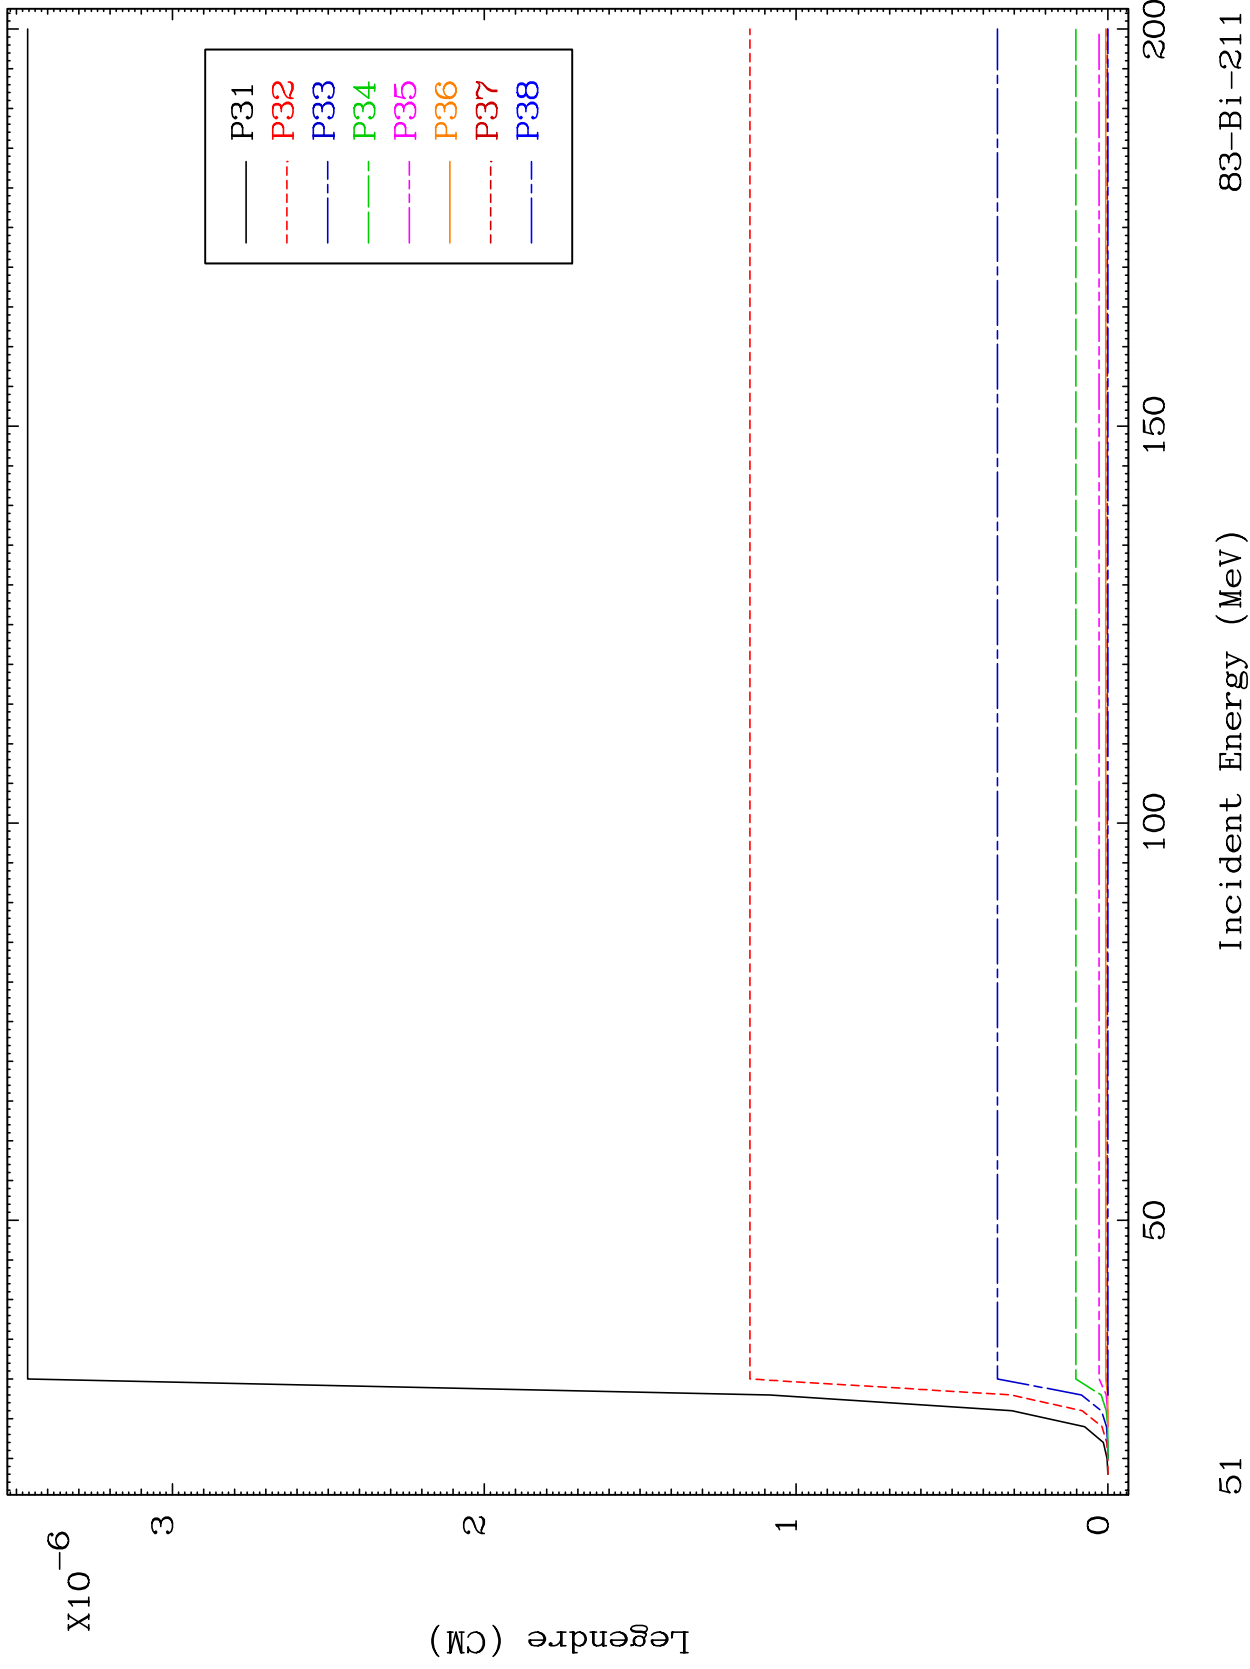 X10-6
Legendre (CM)
3
2
1
0
P31
P32
P33
P34
P35
P36
P37
P38
50
100
150
200
51
Incident Energy (MeV)
83-Bi-211